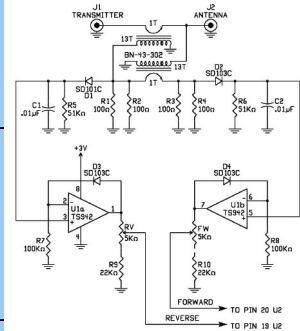 J1
TRANSMITTER
J2
ANTENNA
1T
13T
BN-43-302
13T
1T
SD103C
D1
D2
SD103C
C1
.01µF
R5
51KΩ
R1
100Ω
R2
100Ω
R3
100Ω
R4
100Ω
R6
51KΩ
C2
.01µF
+3V
D3
SD103C
D4
SD103C
8
2
3
1
4
U1a
TS942
RV
5KΩ
R7
100KΩ
R9
22KΩ
7
FW
5KΩ
U1b
TS942
6
5
R8
100KΩ
R10
22KΩ
FORWARD
TO PIN 20 U2
REVERSE
TO PIN 19 U2